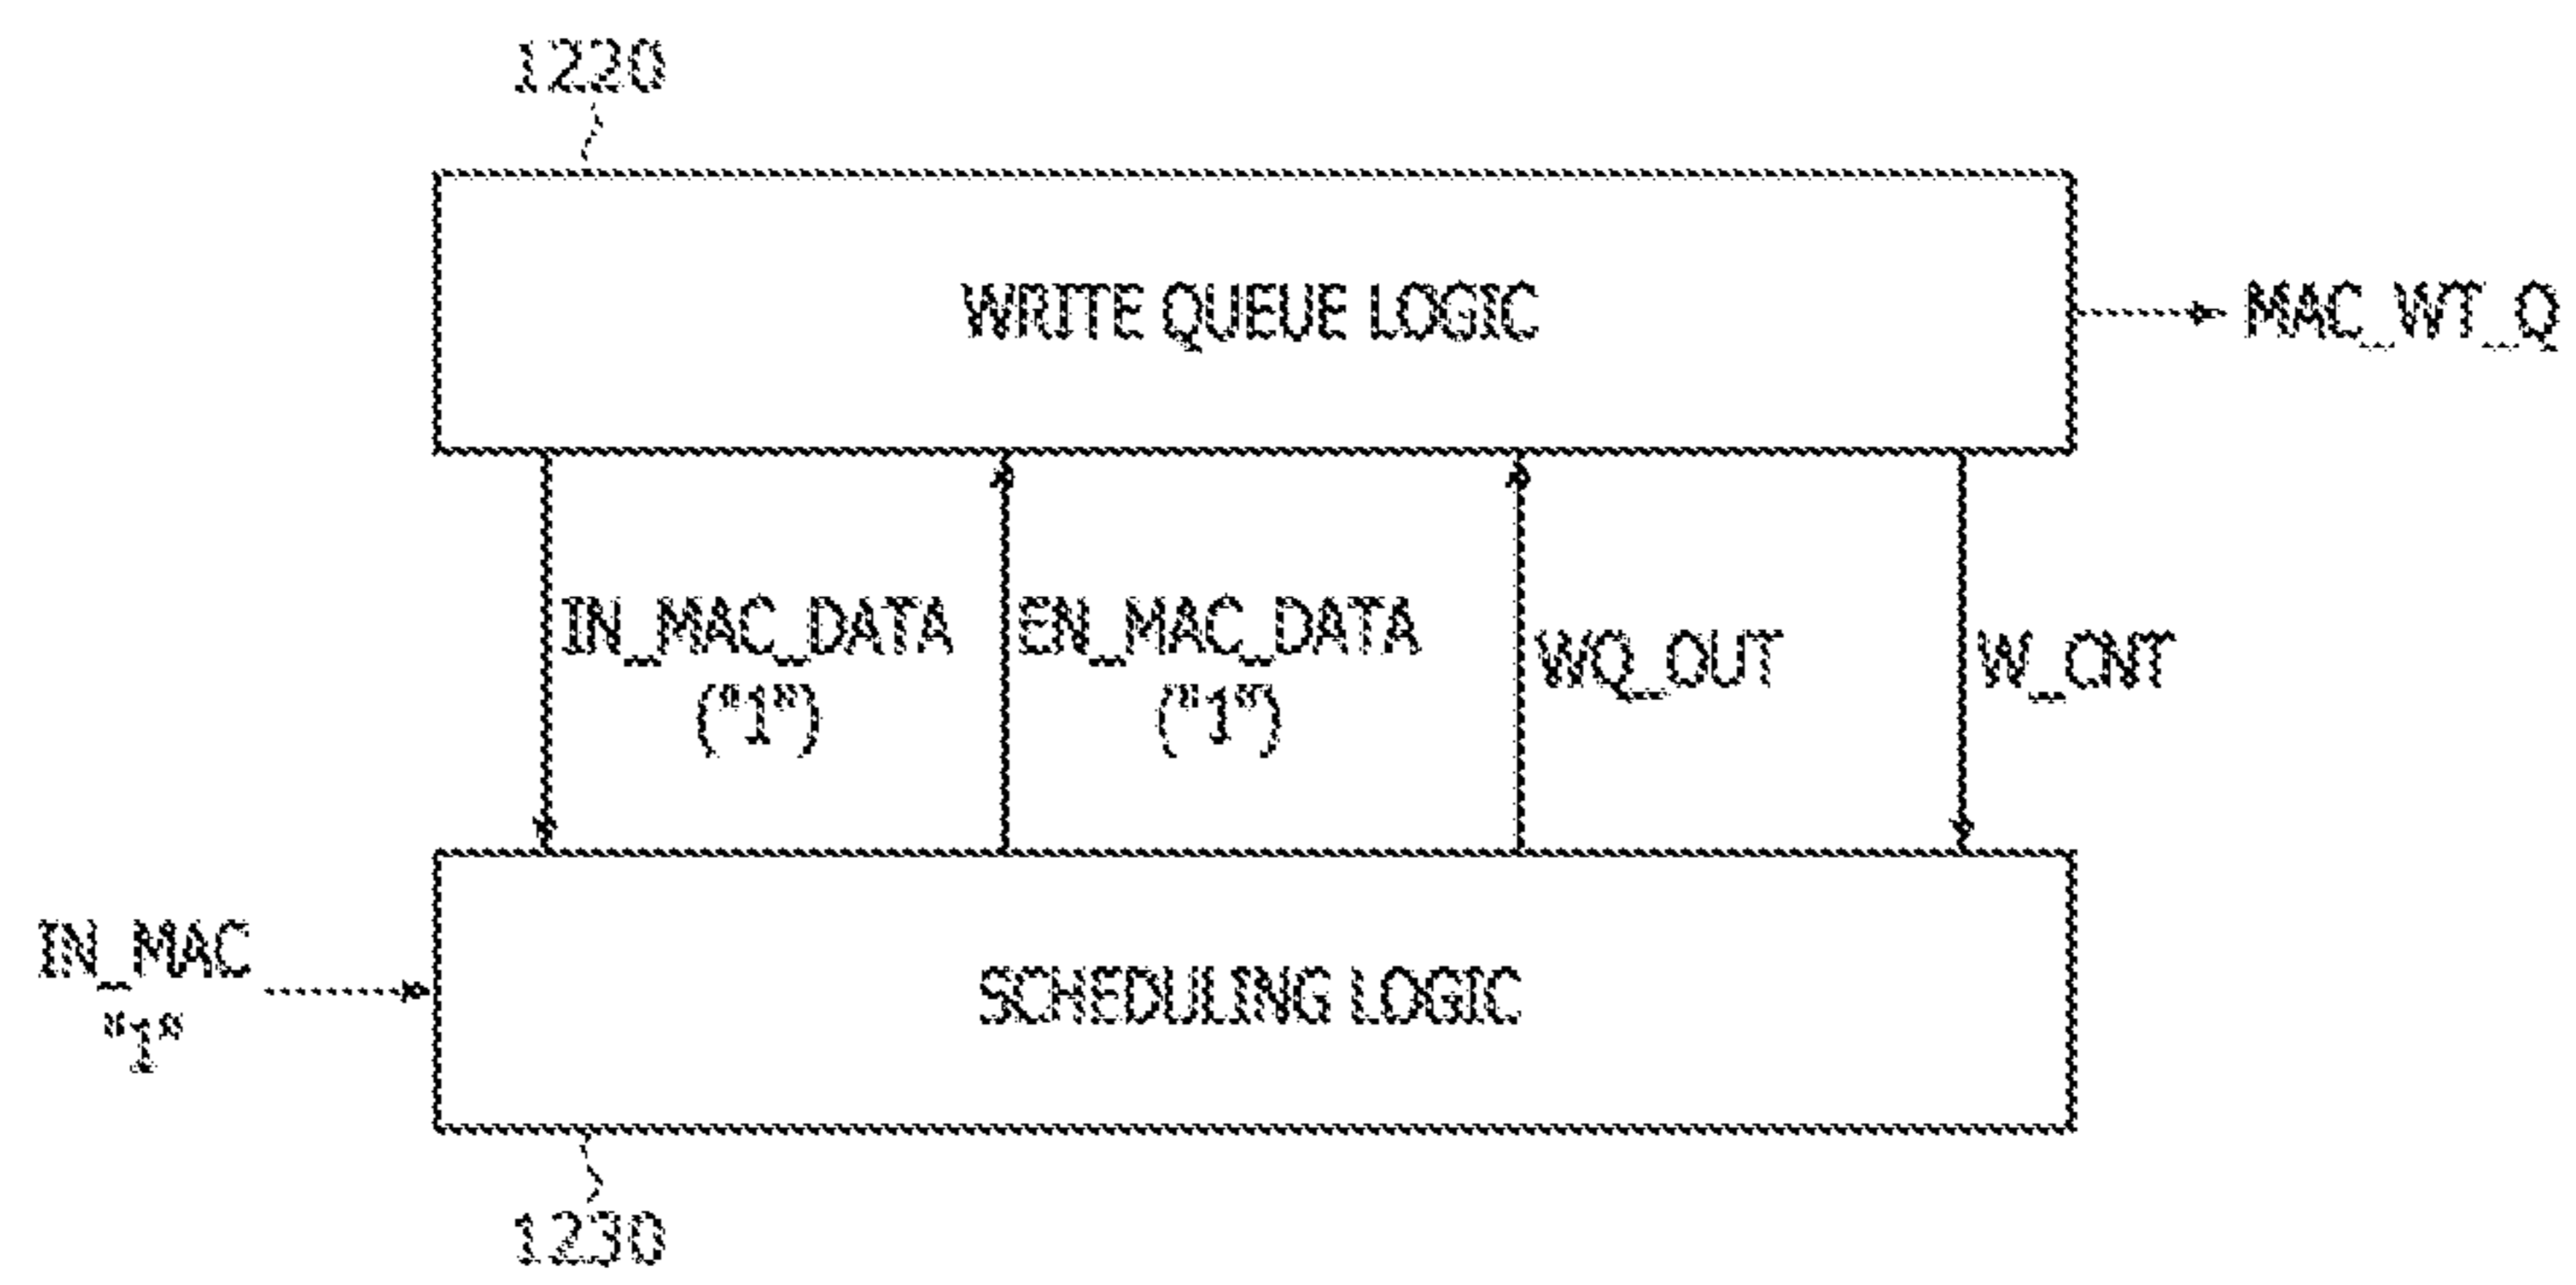 1220
WRITE QUEUE LOGIC
MAC_WT_Q
IN_MAC_DATA
("1")
EN_MAC_DATA
("1")
WQ_OUT
W_CNT
IN_MAC
"1"
SCHEDULING LOGIC
1230